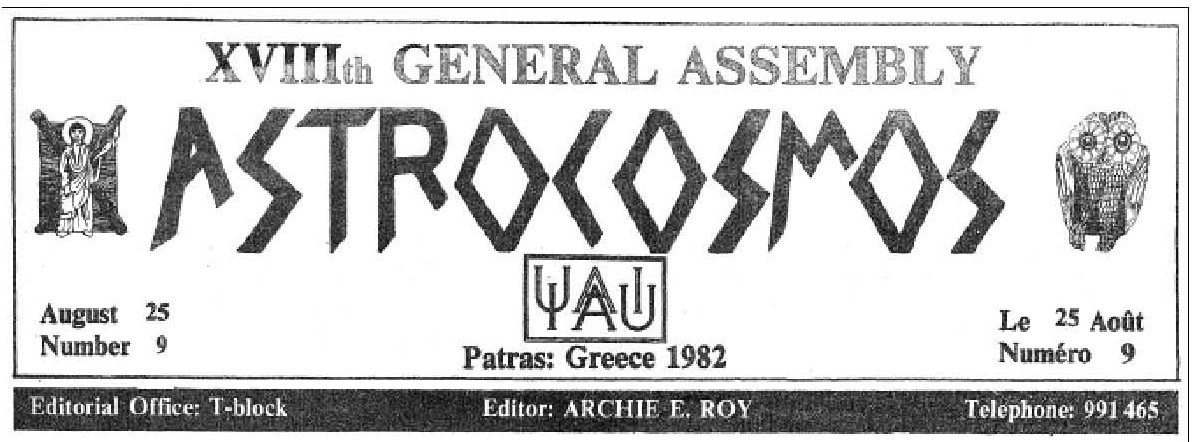 XVIIIth GENERAL ASSEMBLY
ASTROCOSMOS
IAU
August 25
Number 9
Patras: Greece 1982
Le 25 Août
Numéro 9
Editorial Office: T-block
Editor: ARCHIE E. ROY
Telephone: 991 465